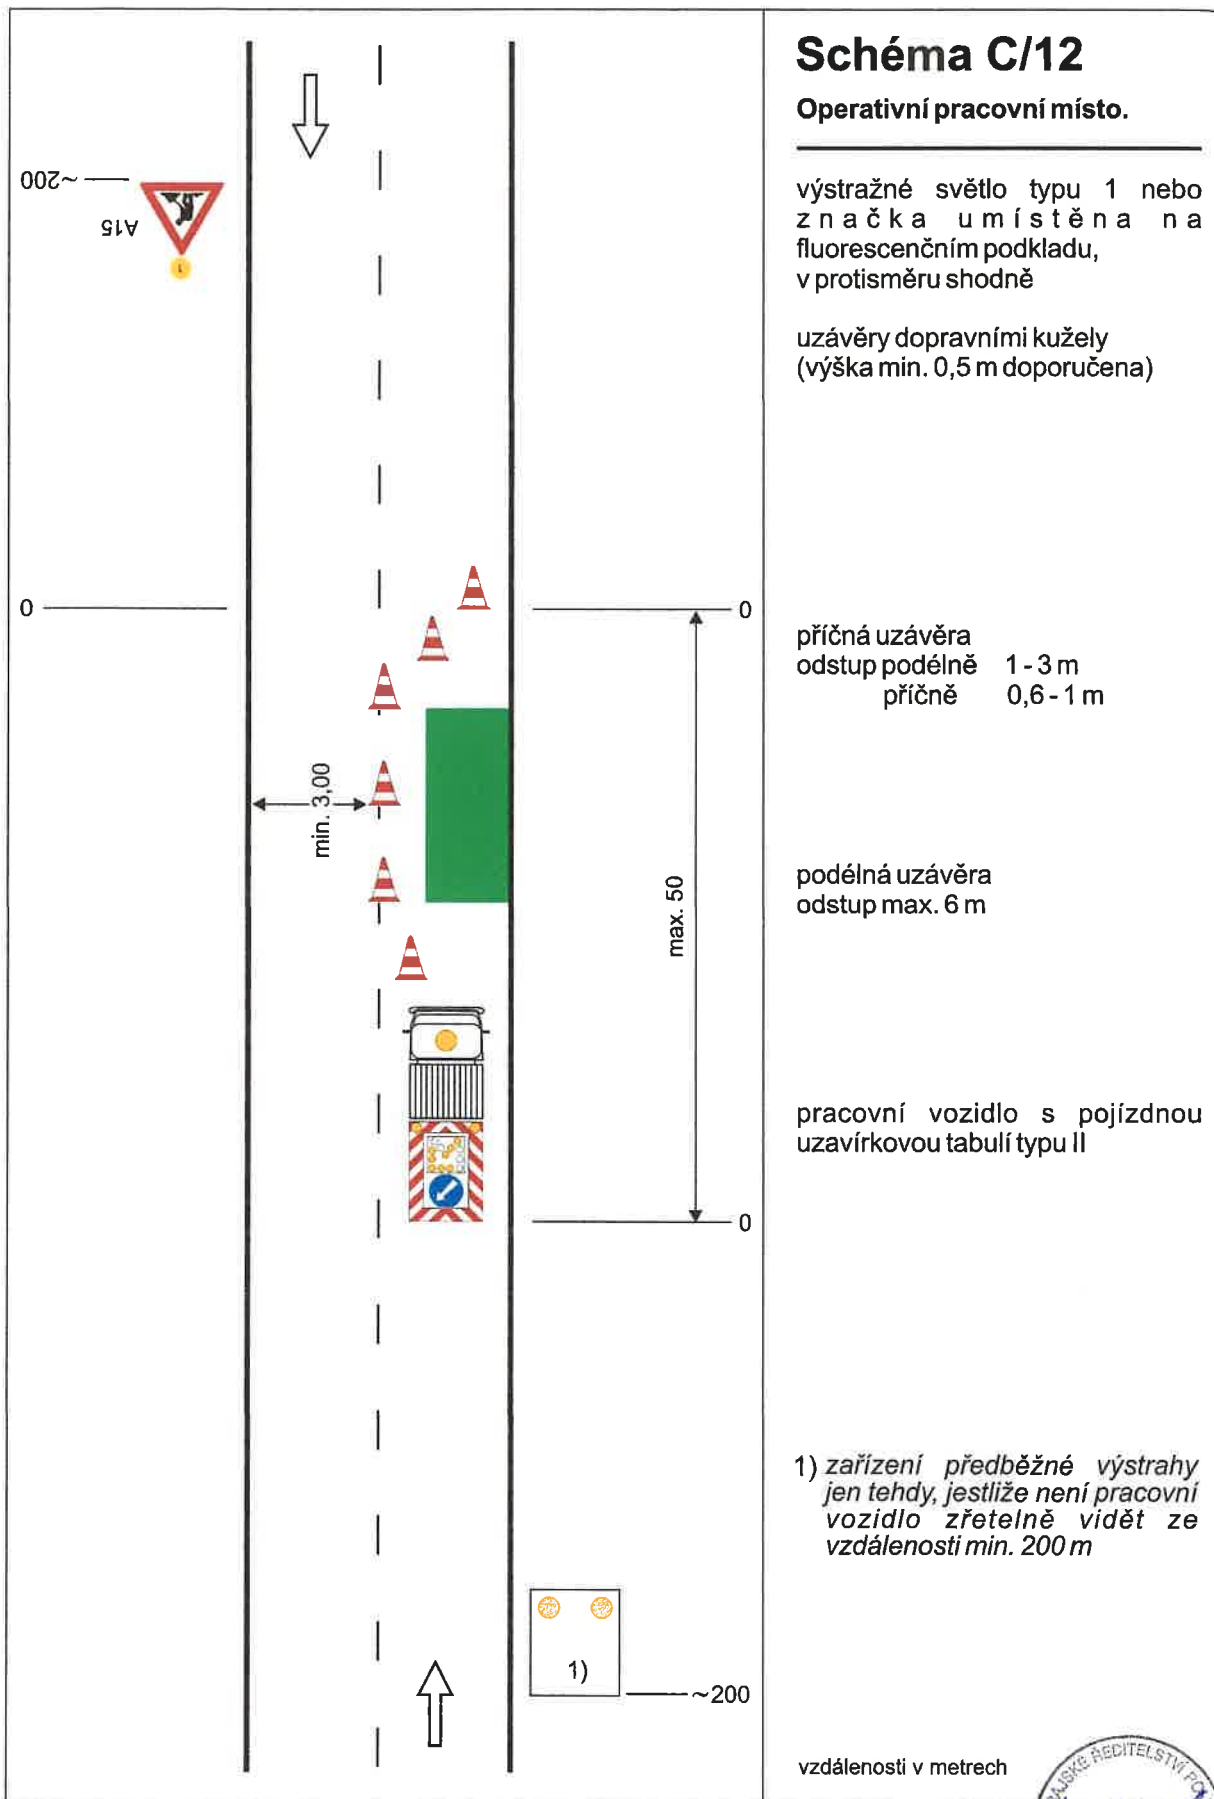 Schéma C/12
Operativní pracovní místo.
výstražné světlo typu 1 nebo
značka umístěna na
fluorescenčním podkladu,
v protisměru shodně
uzávěry dopravními kužely
(výška min. 0,5 m doporučena)
~200
A15
1
0
0
příčná uzávěra
odstup podélně 1 - 3 m
příčně 0,6 - 1 m
min. 3,00
max. 50
podélná uzávěra
odstup max. 6 m
pracovní vozidlo s pojízdnou
uzavírkovou tabulí typu II
0
1) zařízení předběžné výstrahy
jen tehdy, jestliže není pracovní
vozidlo zřetelně vidět ze
vzdálenosti min. 200 m
1)
~200
vzdálenosti v metrech
ŘEDITELSTVÍ